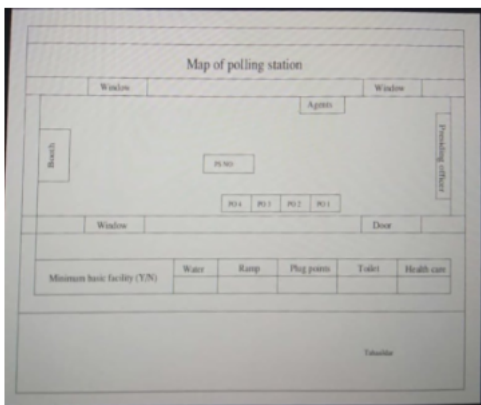 Map of polling station
Window Window
Agents
Booth
Presiding officer
PS NO
PO 4 PO 3 PO 2 PO 1
Window Door
Minimum basic facility (Y/N) Water Ramp Plug points Toilet Health care
Tahsildar